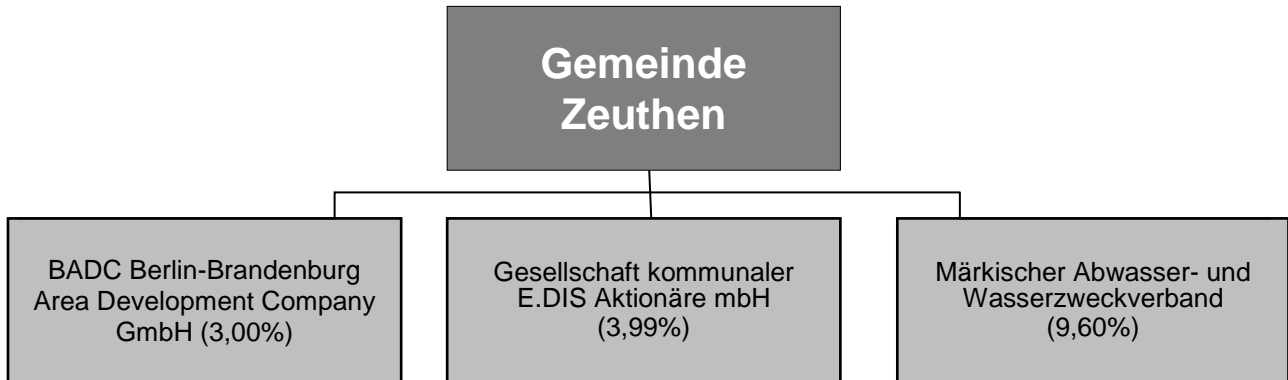 Gemeinde
Zeuthen
BADC Berlin-Brandenburg
Area Development Company
GmbH (3,00%)
Gesellschaft kommunaler
E.DIS Aktionäre mbH
(3,99%)
Märkischer Abwasser- und
Wasserzweckverband
(9,60%)